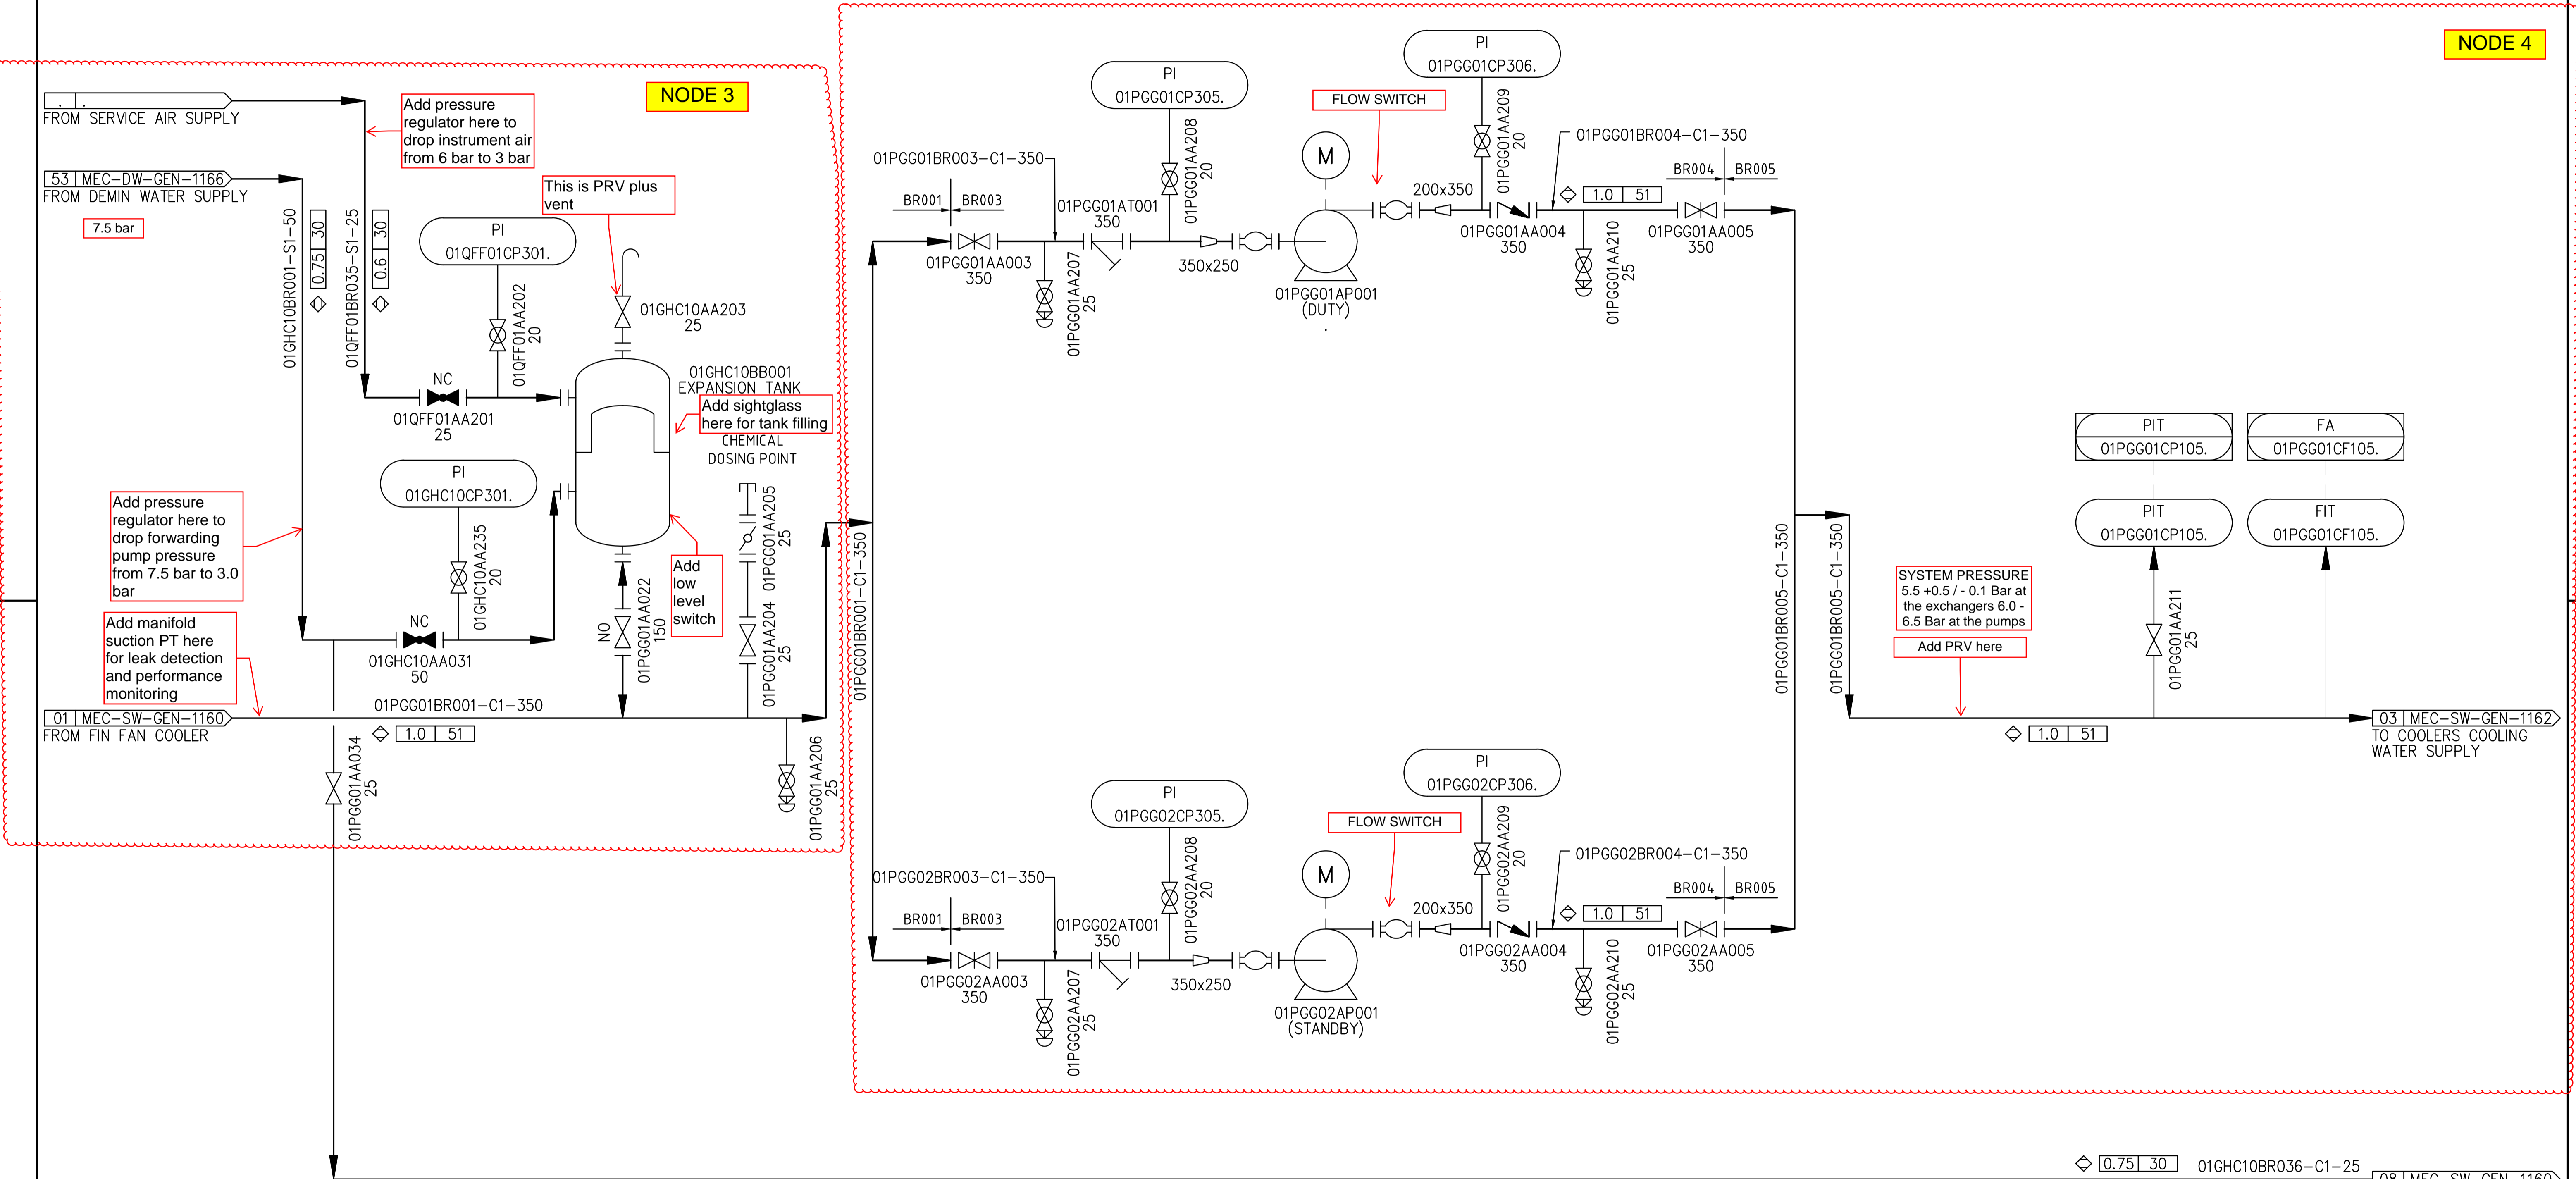 NODE 3
NODE 4
. .
FROM SERVICE AIR SUPPLY
53 MEC-DW-GEN-1166
FROM DEMIN WATER SUPPLY
7.5 bar
Add pressure
regulator here to
drop instrument air
from 6 bar to 3 bar
This is PRV plus
vent
01GHC10BR001-S1-50
0.75 30
01QFF01BR035-S1-25
0.6 30
PI
01QFF01CP301.
01QFF01AA202
20
01GHC10AA203
25
NC
01QFF01AA201
25
01GHC10BB001
EXPANSION TANK
Add sightglass
here for tank filling
CHEMICAL
DOSING POINT
PI
01GHC10CP301.
01GHC10AA235
20
Add pressure
regulator here to
drop forwarding
pump pressure
from 7.5 bar to 3.0
bar
Add
low
level
switch
NC
01GHC10AA031
50
NO
01PGG01AA022
150
01PGG01AA204
25
01PGG01AA205
25
Add manifold
suction PT here
for leak detection
and performance
monitoring
01 MEC-SW-GEN-1160
FROM FIN FAN COOLER
01PGG01BR001-C1-350
1.0 51
01PGG01AA034
25
01PGG01AA206
25
01PGG01BR001-C1-350
PI
01PGG01CP305.
01PGG01AA208
20
01PGG01BR003-C1-350
BR001 BR003
01PGG01AA003
350
01PGG01AA207
25
01PGG01AT001
350
350x250
M
01PGG01AP001
(DUTY)
.
FLOW SWITCH
PI
01PGG01CP306.
01PGG01AA209
20
200x350
01PGG01BR004-C1-350
1.0 51
BR004 BR005
01PGG01AA004
350
01PGG01AA210
25
01PGG01AA005
350
PI
01PGG02CP305.
01PGG02AA208
20
01PGG02BR003-C1-350
BR001 BR003
01PGG02AA003
350
01PGG02AA207
25
01PGG02AT001
350
350x250
M
01PGG02AP001
(STANDBY)
FLOW SWITCH
PI
01PGG02CP306.
01PGG02AA209
20
200x350
01PGG02BR004-C1-350
1.0 51
BR004 BR005
01PGG02AA004
350
01PGG02AA210
25
01PGG02AA005
350
01PGG01BR005-C1-350
01PGG01BR005-C1-350
SYSTEM PRESSURE
5.5 +0.5 / - 0.1 Bar at
the exchangers 6.0 -
6.5 Bar at the pumps
Add PRV here
PIT
01PGG01CP105.
FA
01PGG01CF105.
PIT
01PGG01CP105.
FIT
01PGG01CF105.
01PGG01AA211
25
1.0 51
03 MEC-SW-GEN-1162
TO COOLERS COOLING
WATER SUPPLY
0.75 30
01GHC10BR036-C1-25
08 MEC-SW-GEN-1160